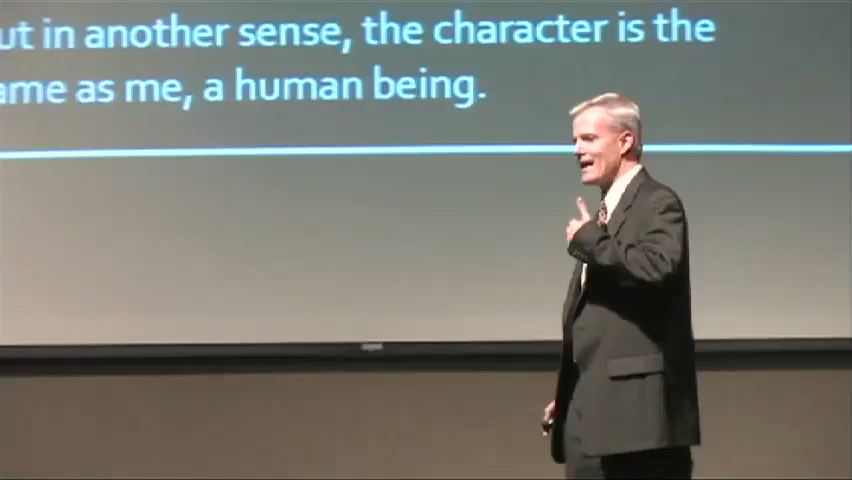 ut in another sense, the character is the
ame as me, a human being.